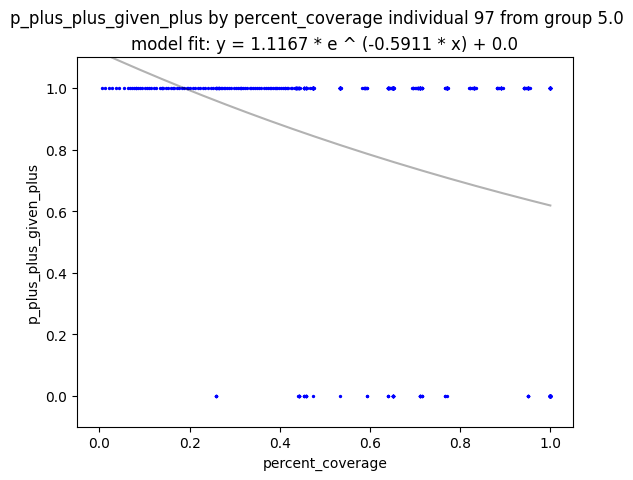 p_plus_plus_given_plus by percent_coverage individual 97 from group 5.0
model fit: y = 1.1167 * e ^ (-0.5911 * x) + 0.0
1.0
0.8
0.6
0.4
0.2
0.0
p_plus_plus_given_plus
0.0 0.2 0.4 0.6 0.8 1.0
percent_coverage